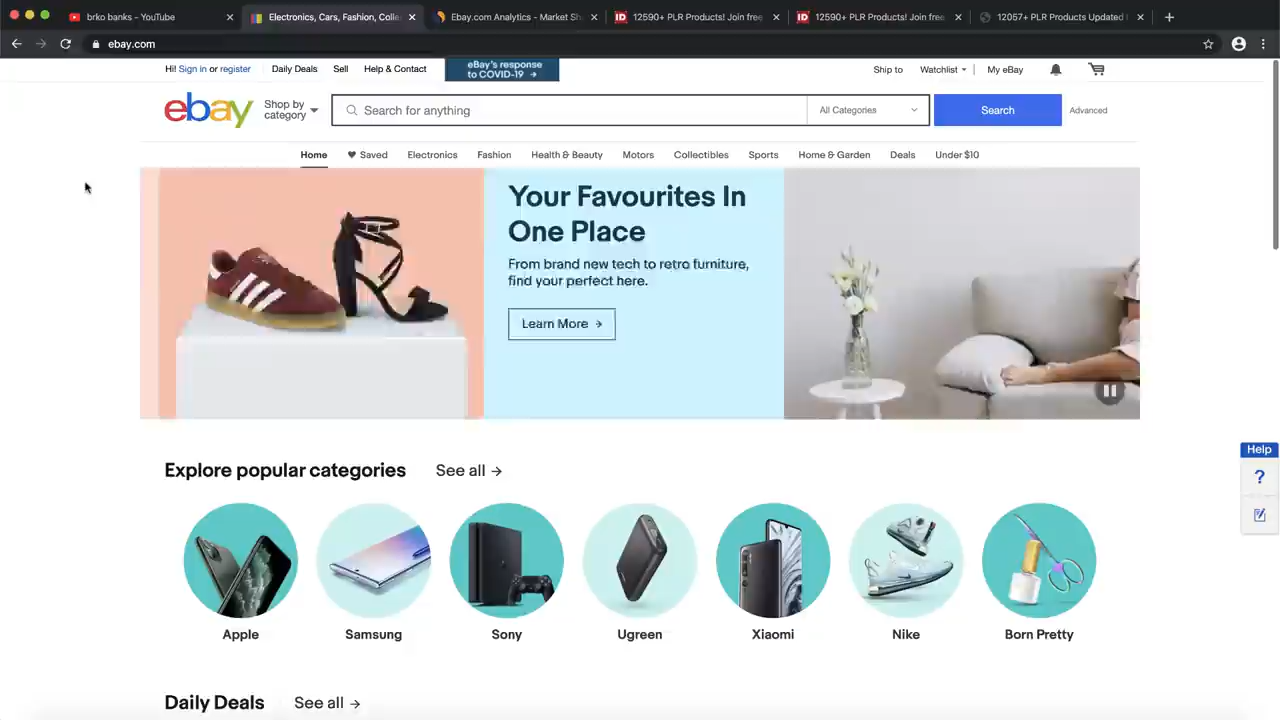 brko banks - YouTube
Electronics, Cars, Fashion, Colle
Ebay.com Analytics - Market Sh
12590+ PLR Products! Join free
12590+ PLR Products! Join free
12057+ PLR Products Updated
ebay.com
Hi! Sign in or register
Daily Deals
Sell
Help & Contact
eBay's response
to COVID-19 →
Ship to
Watchlist
My eBay
ebay
Shop by
category
Search for anything
All Categories
Search
Advanced
Home
Saved
Electronics
Fashion
Health & Beauty
Motors
Collectibles
Sports
Home & Garden
Deals
Under $10
Your Favourites In
One Place
From brand new tech to retro furniture,
find your perfect here.
Learn More →
Help
?
Explore popular categories
See all →
Apple
Samsung
Sony
Ugreen
Xiaomi
Nike
Born Pretty
Daily Deals
See all →